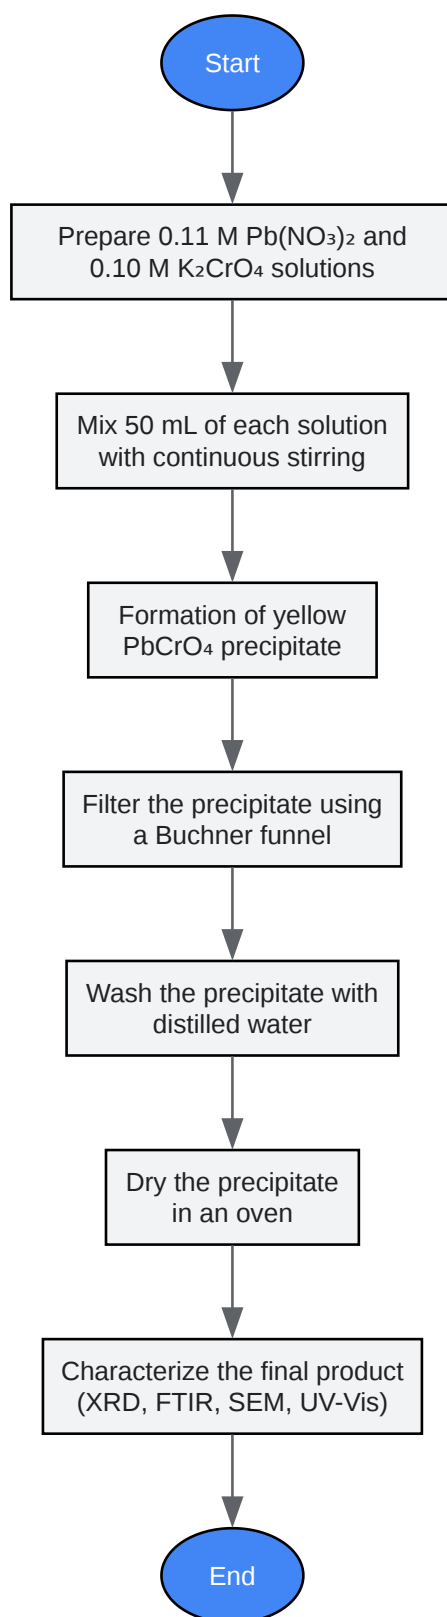 Start
Prepare 0.11 M Pb(NO₃)₂ and
0.10 M K₂CrO₄ solutions
Mix 50 mL of each solution
with continuous stirring
Formation of yellow
PbCrO₄ precipitate
Filter the precipitate using
a Buchner funnel
Wash the precipitate with
distilled water
Dry the precipitate
in an oven
Characterize the final product
(XRD, FTIR, SEM, UV-Vis)
End